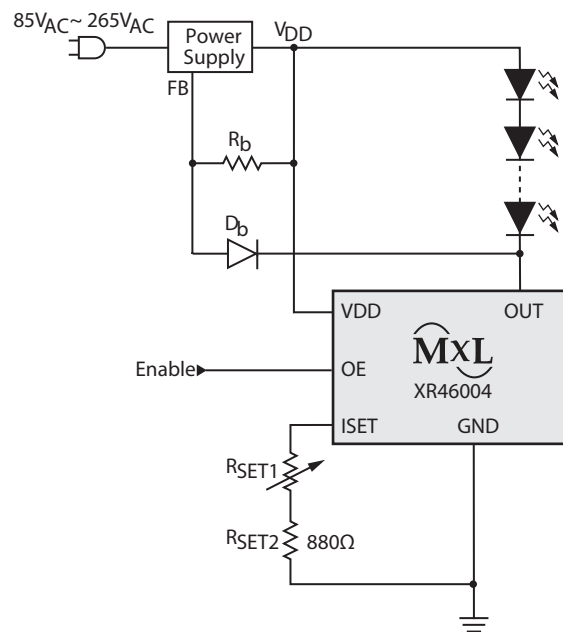 85VAC ~ 265VAC
Power
Supply
VDD
FB
Rb
Db
VDD
OUT
MxL
XR46004
Enable
OE
ISET
GND
RSET1
RSET2
880Ω